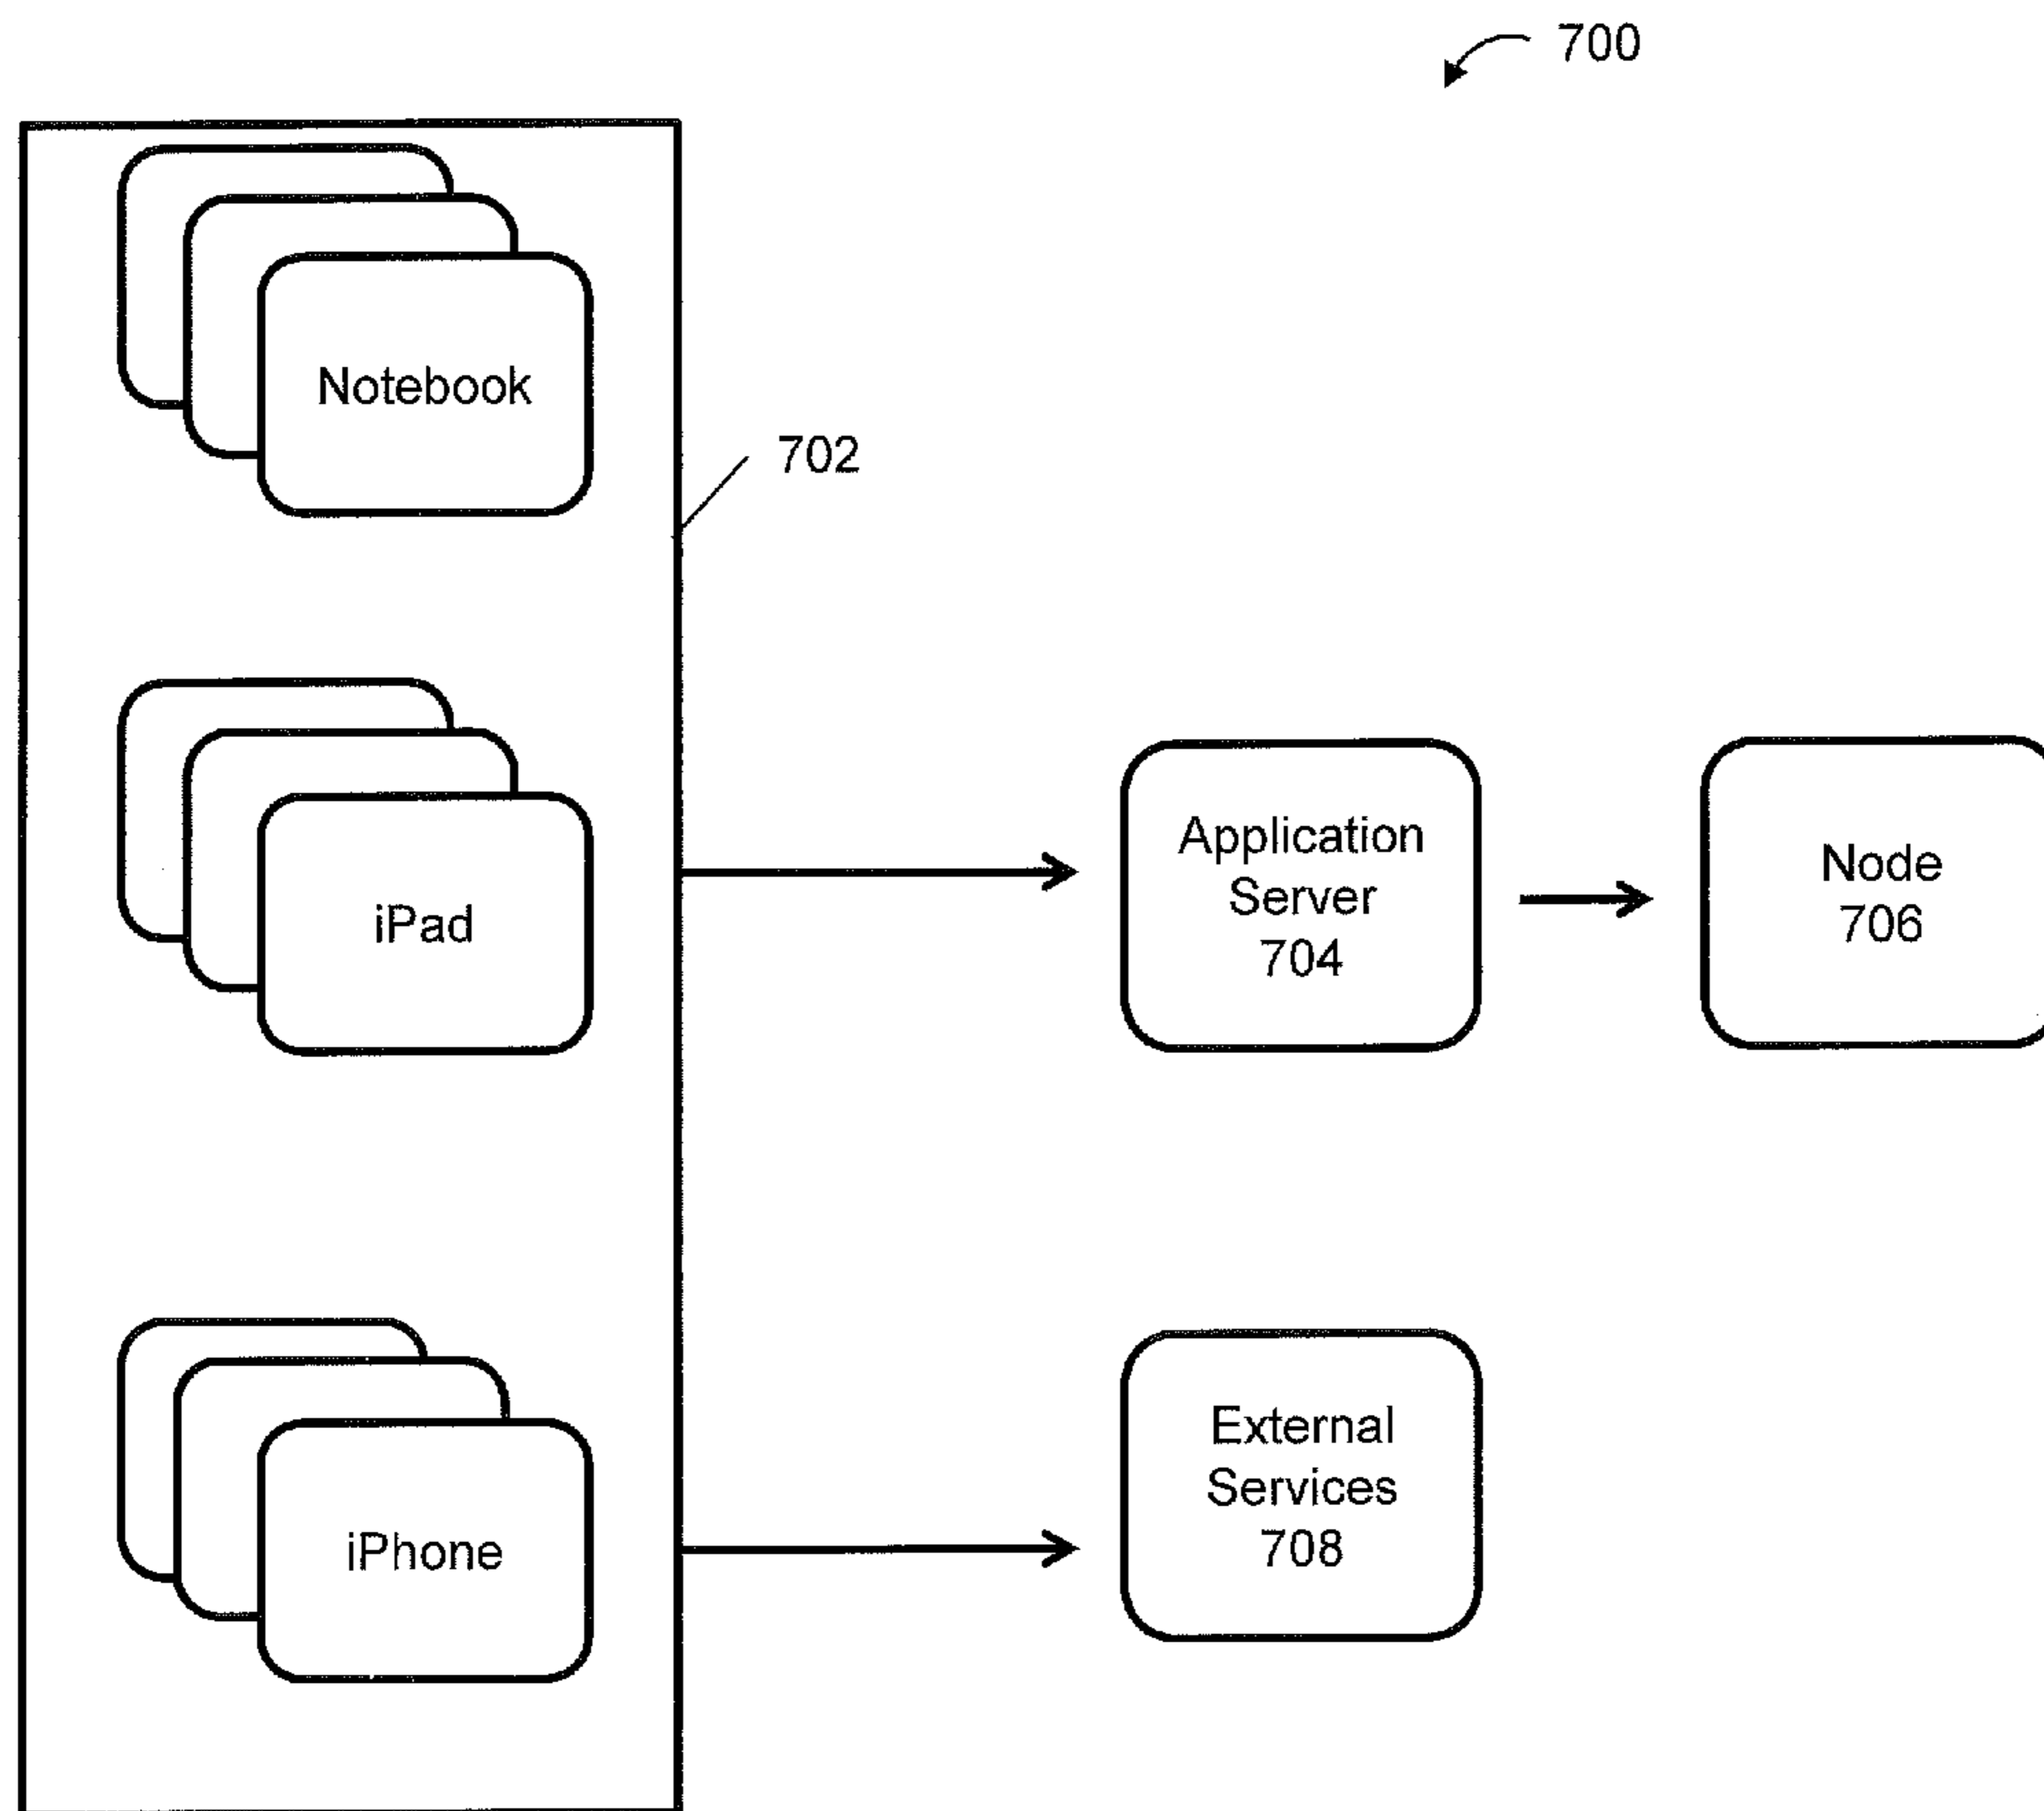 700
Notebook
702
iPad
Application
Server
704
Node
706
iPhone
External
Services
708